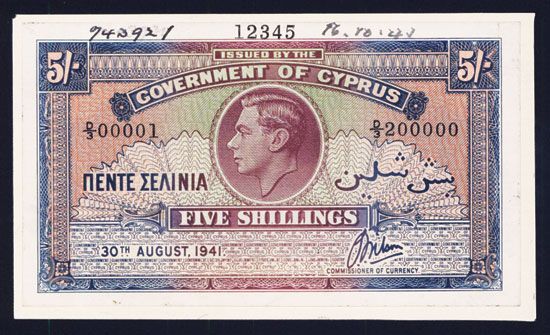 743921 12345 16.10.43
ISSUED BY THE
5/- GOVERNMENT OF CYPRUS 5/-
D/3 00001 D/3 200000
ΠΕΝΤΕ ΣΕΛΙΝΙΑ بش شلين
FIVE SHILLINGS
30TH AUGUST, 1941.
COMMISSIONER OF CURRENCY.